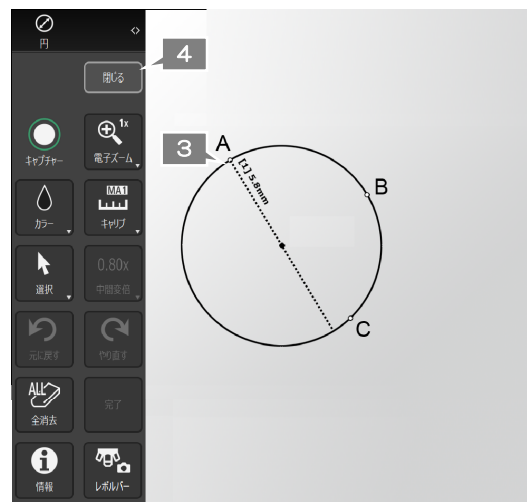 円
閉じる
4
キャプチャー
1x
電子ズーム
3
A
[1] 5.8mm
B
C
カラー
MA1
キャリブ
選択
0.80x
中間変倍
元に戻す
やり直す
ALL
全消去
完了
情報
レボルバー